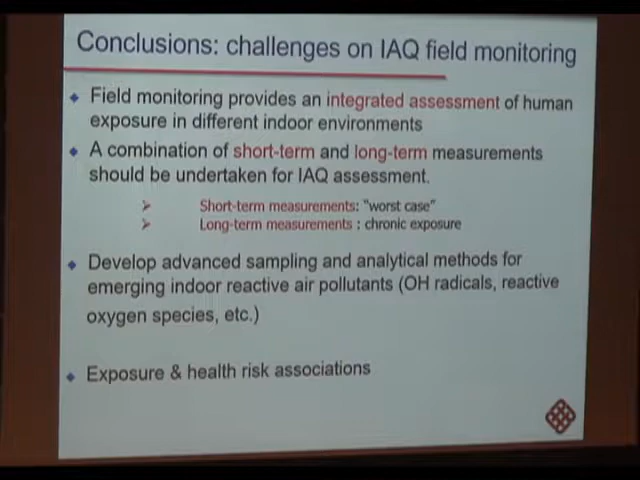 Conclusions: challenges on IAQ field monitoring
Field monitoring provides an integrated assessment of human
exposure in different indoor environments
A combination of short-term and long-term measurements
should be undertaken for IAQ assessment.
Short-term measurements: "worst case"
Long-term measurements : chronic exposure
Develop advanced sampling and analytical methods for
emerging indoor reactive air pollutants (OH radicals, reactive
oxygen species, etc.)
Exposure & health risk associations